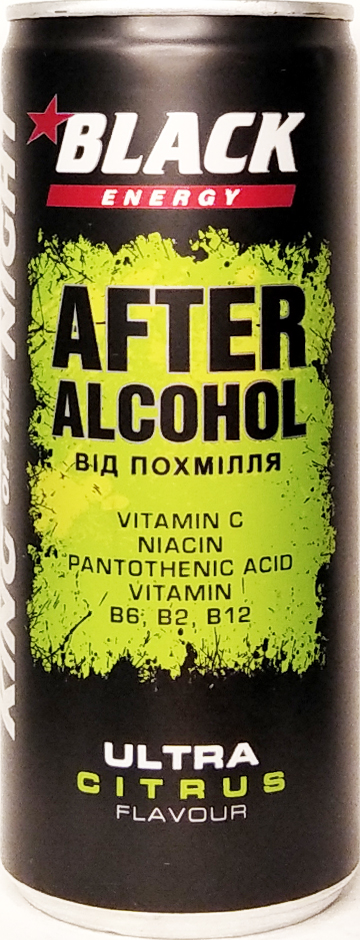 BLACK
ENERGY
AFTER
ALCOHOL
ВІД ПОХМІЛЛЯ
VITAMIN C
NIACIN
PANTOTHENIC ACID
VITAMIN
B6, B2, B12
ULTRA
CITRUS
FLAVOUR
KING OF THE NIGHT